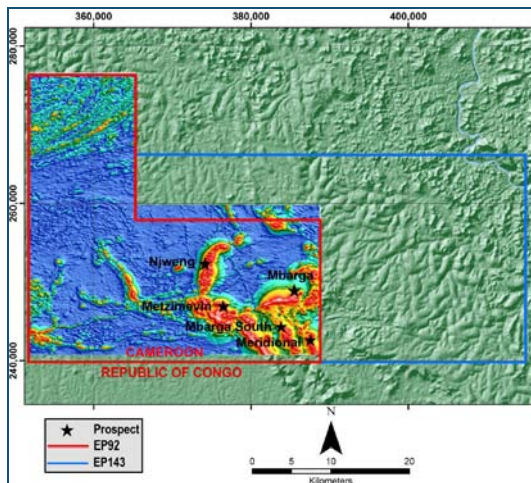 360,000 380,000 400,000
280,000
260,000
240,000
Njweng
Mbarga
Metzimevin
Mbarga South
Meridional
CAMEROON
REPUBLIC OF CONGO
N
Prospect
EP92
EP143
0 5 10 20
Kilometers